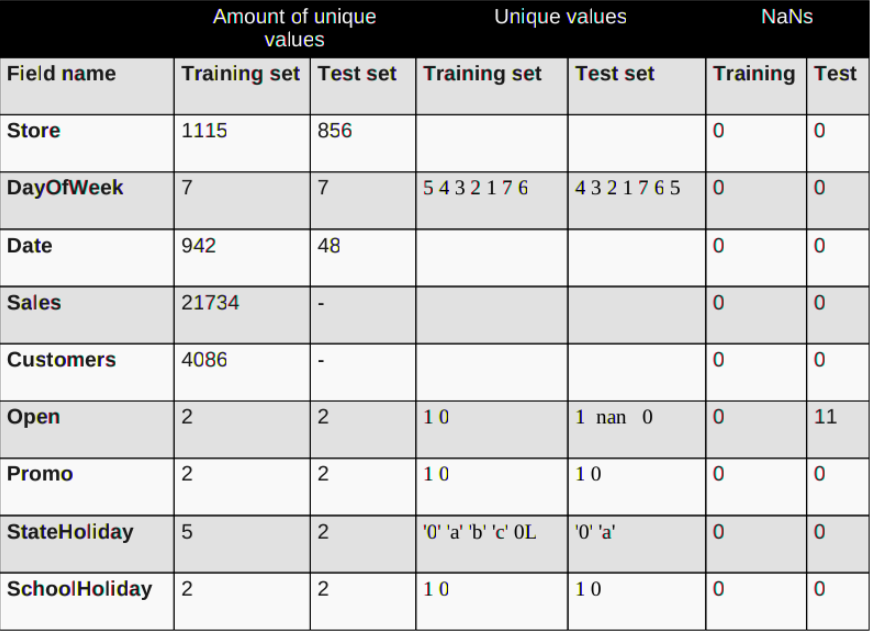 Amount of unique values Unique values NaNs
Field name Training set Test set Training set Test set Training Test
Store 1115 856 0 0
DayOfWeek 7 7 5 4 3 2 1 7 6 4 3 2 1 7 6 5 0 0
Date 942 48 0 0
Sales 21734 - 0 0
Customers 4086 - 0 0
Open 2 2 1 0 1 nan 0 0 11
Promo 2 2 1 0 1 0 0 0
StateHoliday 5 2 '0' 'a' 'b' 'c' 0L '0' 'a' 0 0
SchoolHoliday 2 2 1 0 1 0 0 0